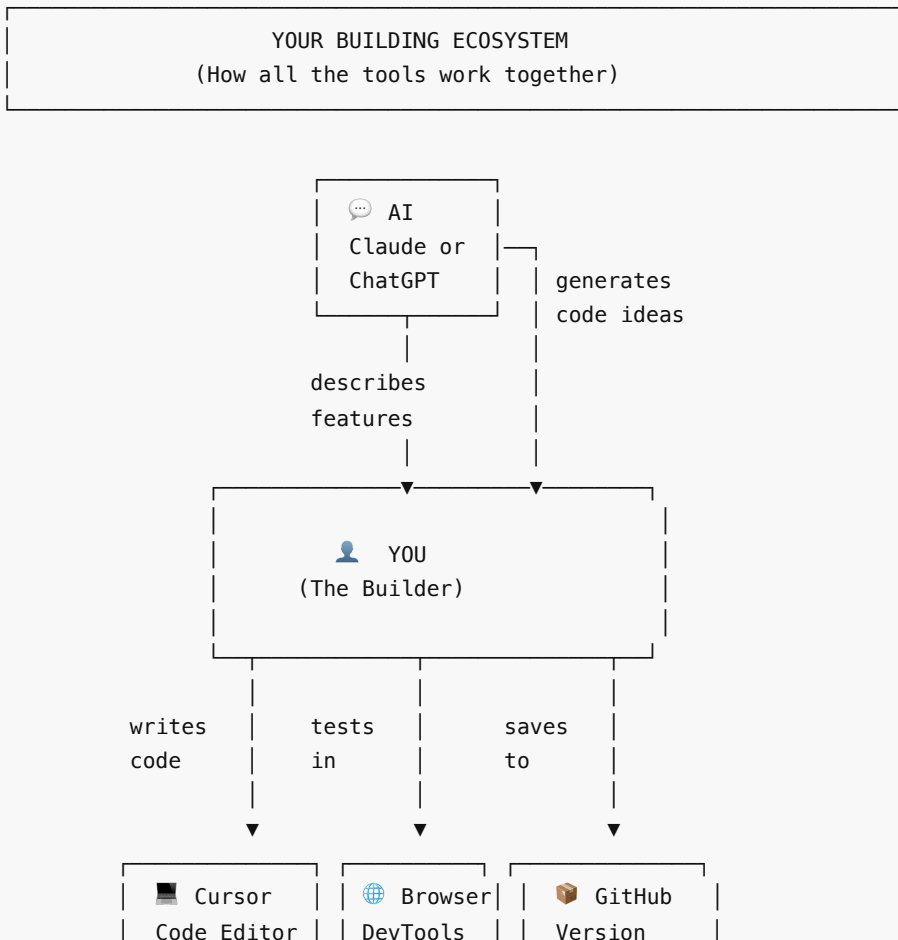 YOUR BUILDING ECOSYSTEM
(How all the tools work together)
AI
Claude or
ChatGPT
generates
code ideas
describes
features
YOU
(The Builder)
writes
code
tests
in
saves
to
Cursor
Code Editor
Browser
DevTools
GitHub
Version